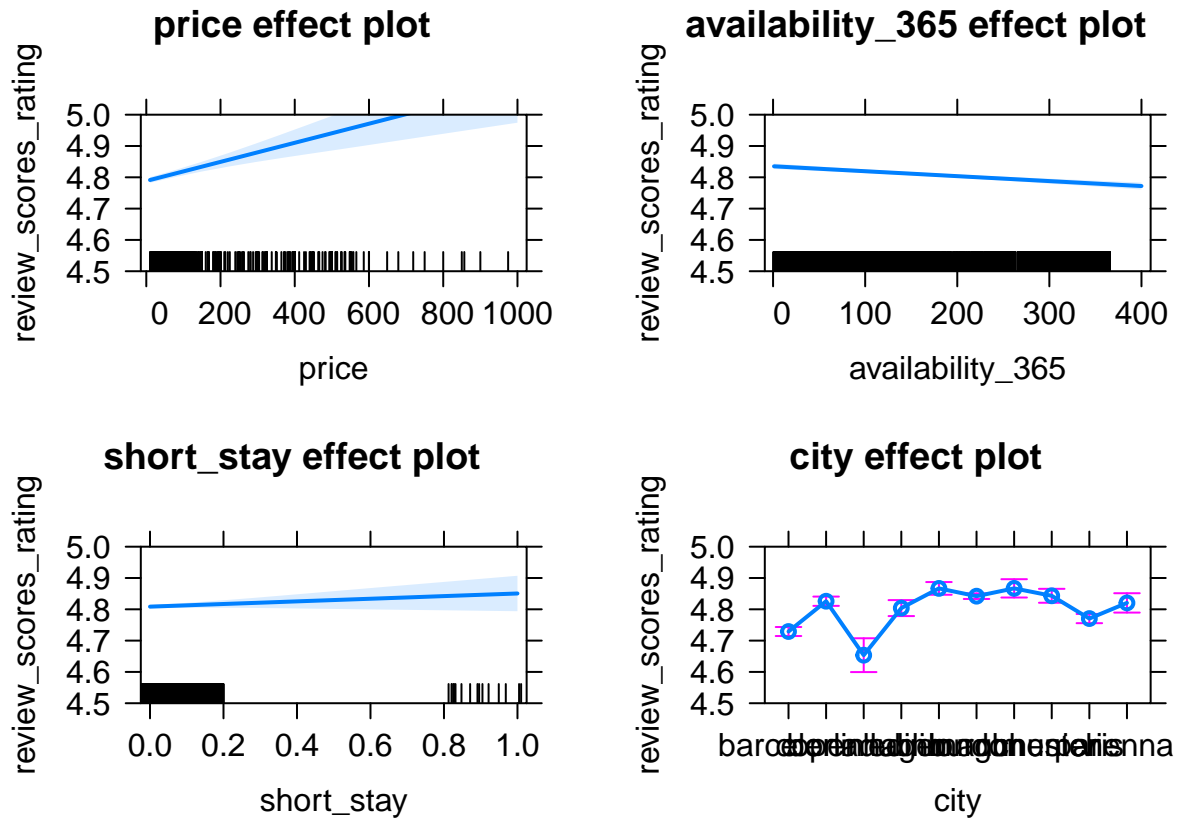 price effect plot
review_scores_rating
5.0
4.9
4.8
4.7
4.6
4.5
0 200 400 600 800 1000
price
availability_365 effect plot
review_scores_rating
5.0
4.9
4.8
4.7
4.6
4.5
0 100 200 300 400
availability_365
short_stay effect plot
review_scores_rating
5.0
4.9
4.8
4.7
4.6
4.5
0.0 0.2 0.4 0.6 0.8 1.0
short_stay
city effect plot
review_scores_rating
5.0
4.9
4.8
4.7
4.6
4.5
city